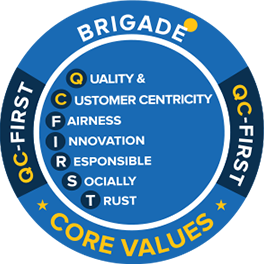 BRIGADE
QC-FIRST
QUALITY &
CUSTOMER CENTRICITY
FAIRNESS
INNOVATION
RESPONSIBLE
SOCIALLY
TRUST
QC-FIRST
CORE VALUES